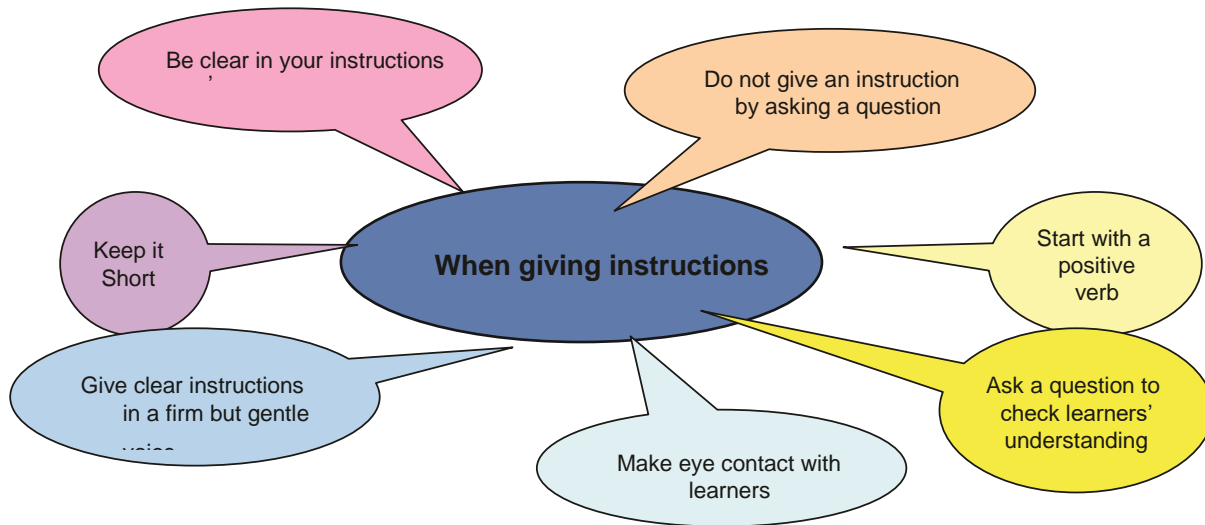 Be clear in your instructions
,
Do not give an instruction
by asking a question
Keep it
Short
When giving instructions
Start with a
positive
verb
Give clear instructions
in a firm but gentle
Ask a question to
check learners’
understanding
Make eye contact with
learners